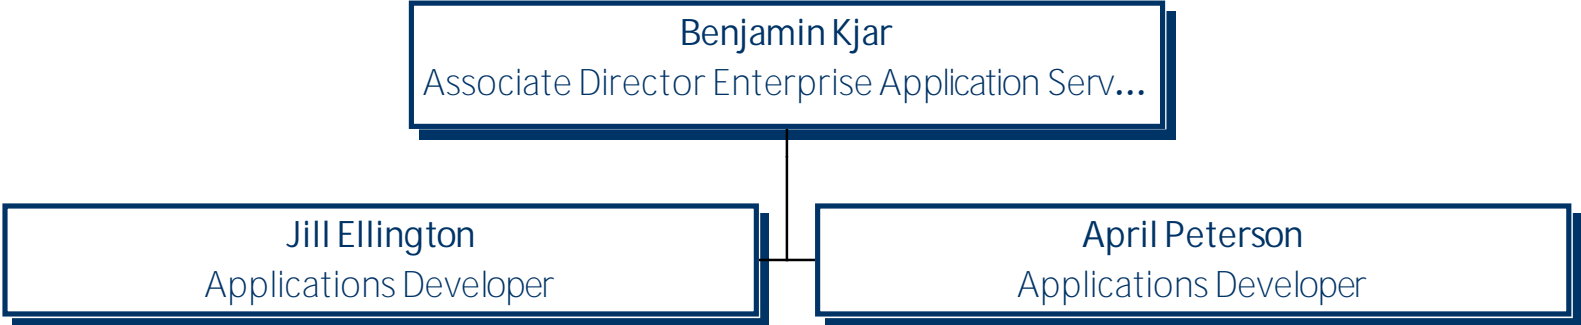 Benjamin Kjar
Associate Director Enterprise Application Serv...
Jill Ellington
Applications Developer
April Peterson
Applications Developer